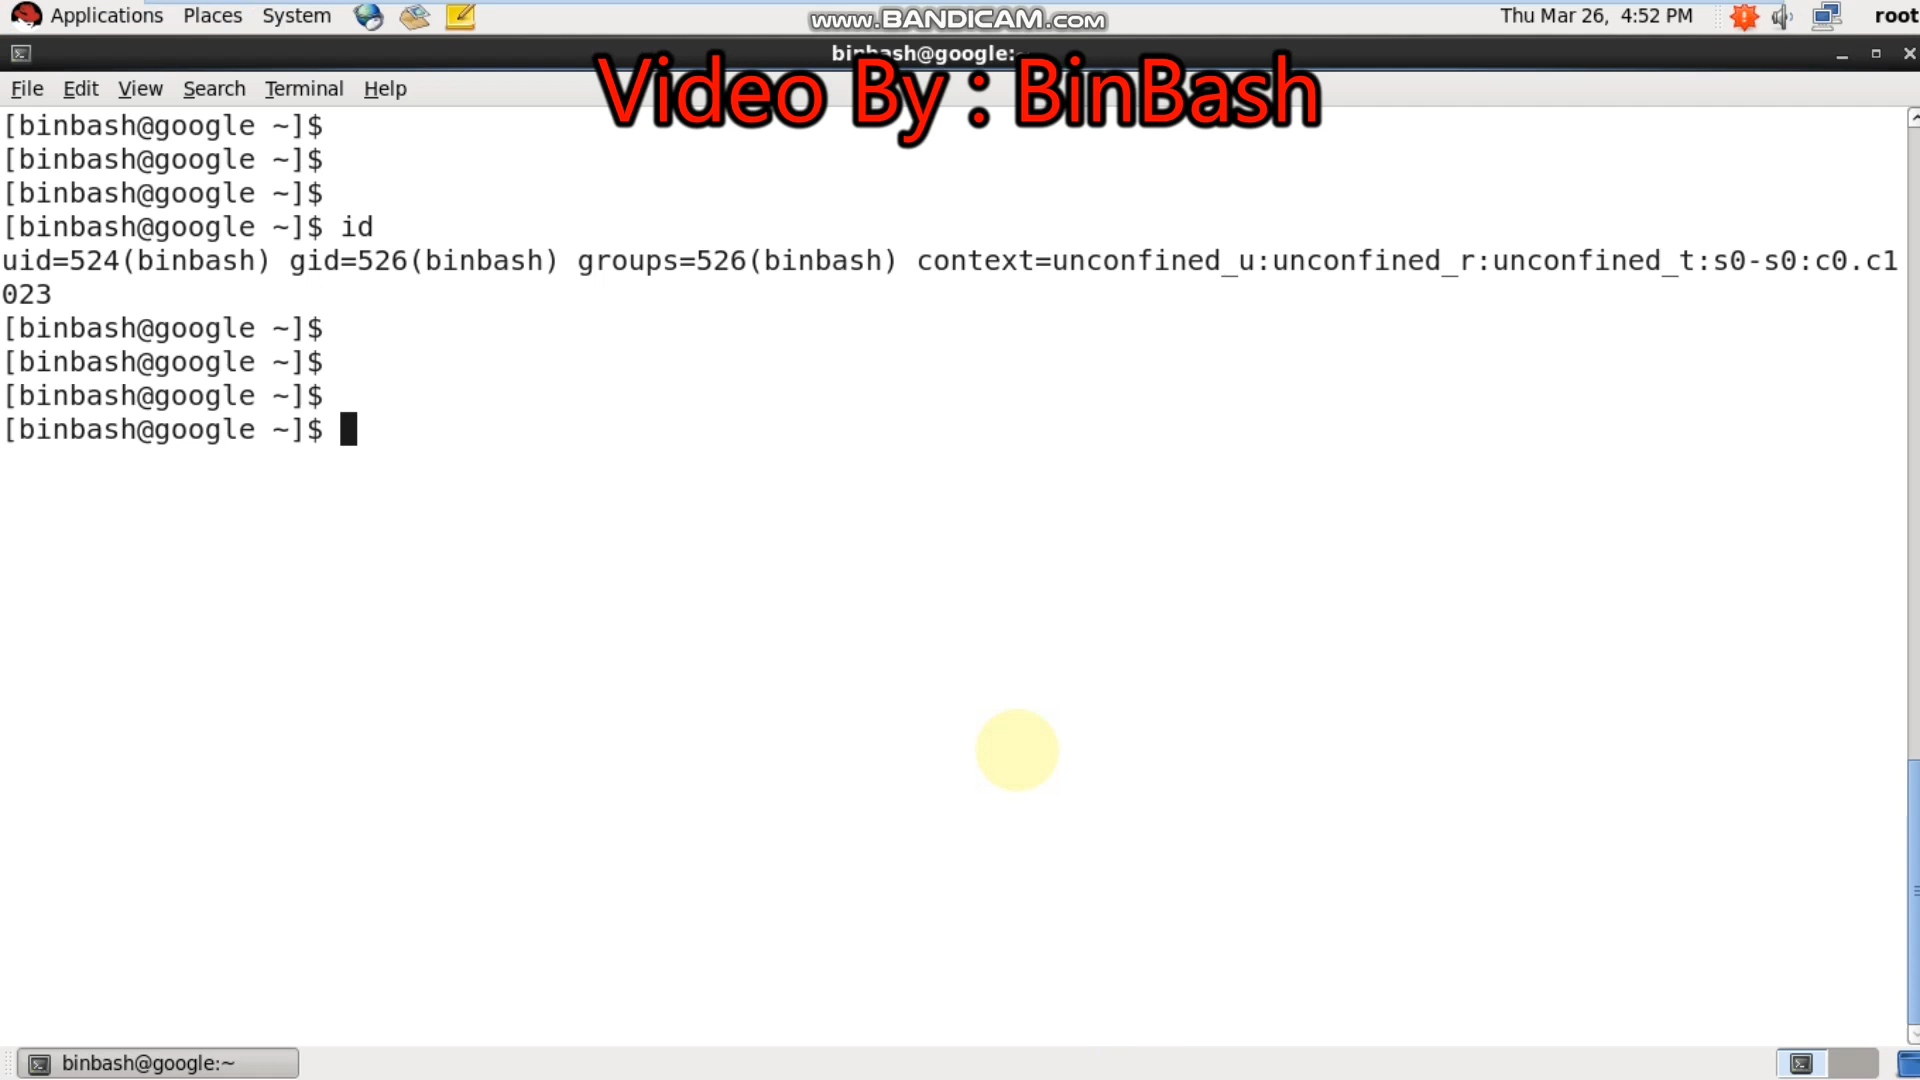 Applications Places System
www.BANDICAM.com
Thu Mar 26, 4:52 PM
root
binbash@google:~
File Edit View Search Terminal Help
Video By : BinBash
[binbash@google ~]$
[binbash@google ~]$
[binbash@google ~]$
[binbash@google ~]$ id
uid=524(binbash) gid=526(binbash) groups=526(binbash) context=unconfined_u:unconfined_r:unconfined_t:s0-s0:c0.c1
023
[binbash@google ~]$
[binbash@google ~]$
[binbash@google ~]$
[binbash@google ~]$
binbash@google:~